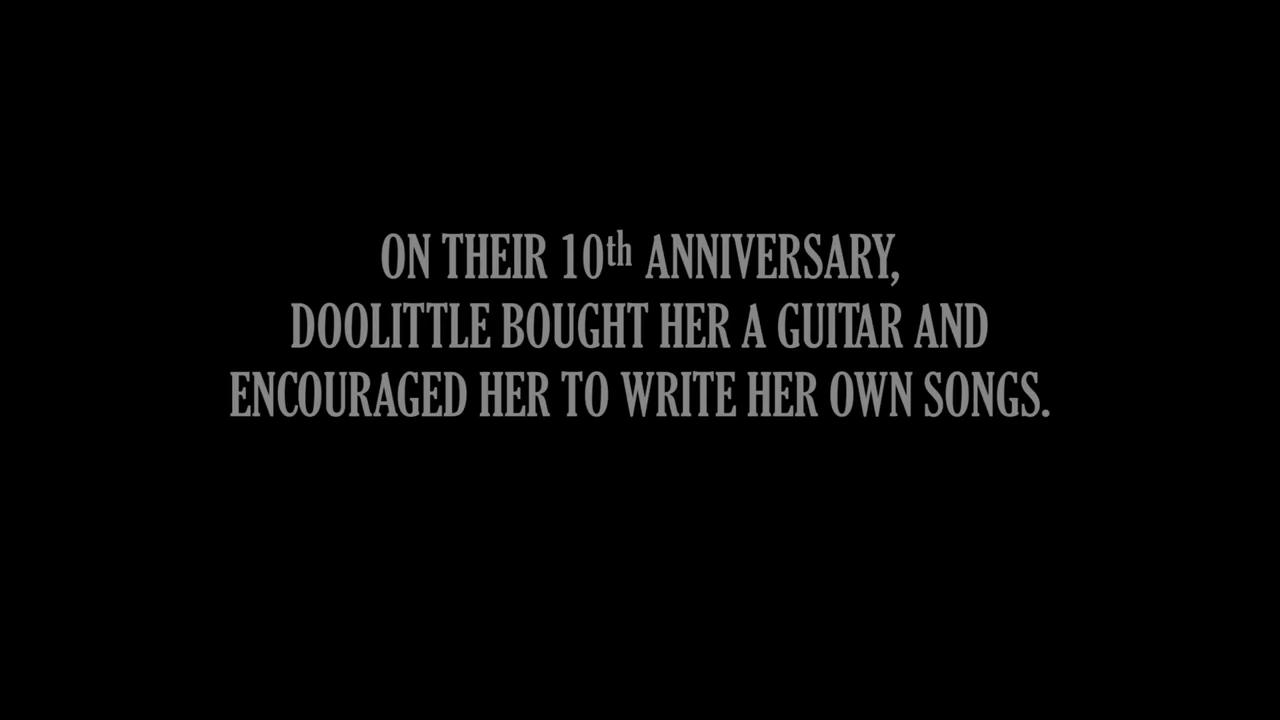 ON THEIR 10th ANNIVERSARY,
DOOLITTLE BOUGHT HER A GUITAR AND
ENCOURAGED HER TO WRITE HER OWN SONGS.